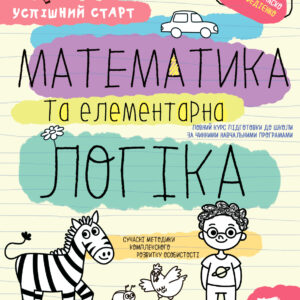 УСПІШНИЙ СТАРТ
МАТЕМАТИКА
ТА елементарна
ЛОГІКА
ПОВНИЙ КУРС ПІДГОТОВКИ ДО ШКОЛИ
ЗА ЧИННИМИ НАВЧАЛЬНИМИ ПРОГРАМАМИ
СУЧАСНІ МЕТОДИКИ
КОМПЛЕКСНОГО
РОЗВИТКУ ОСОБИСТОСТІ